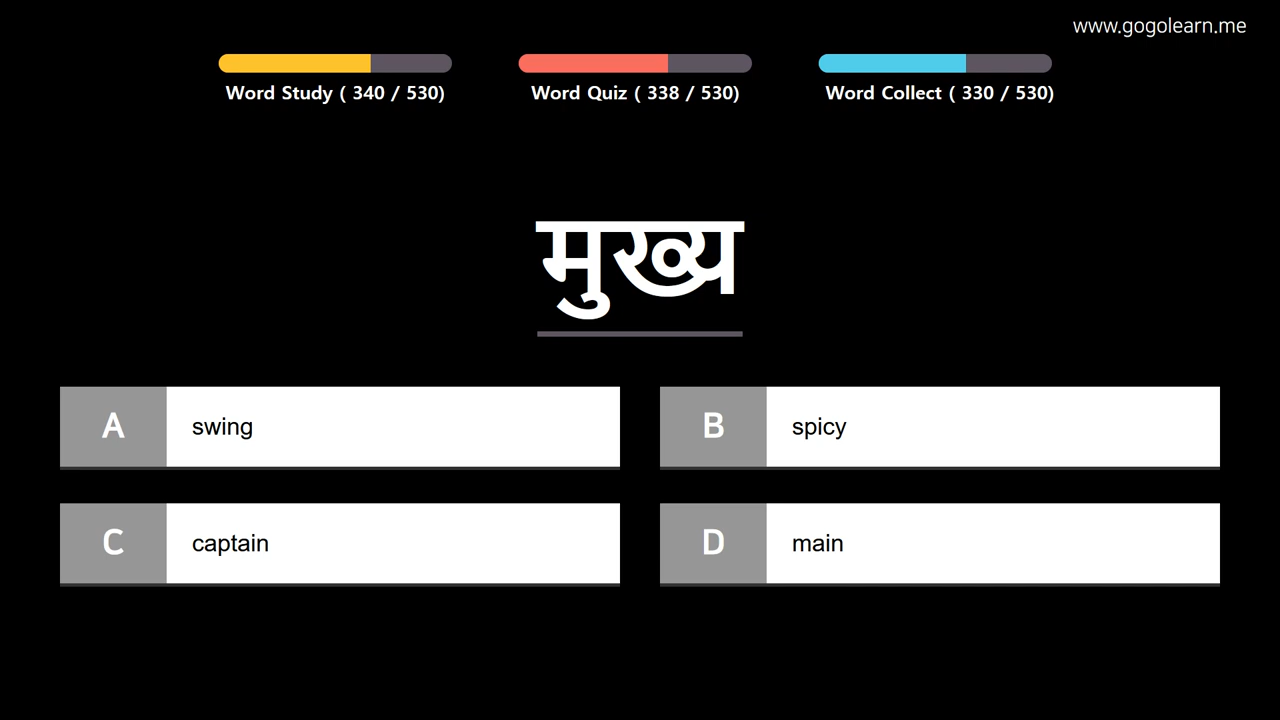 www.gogolearn.me
Word Study ( 340 / 530)
Word Quiz ( 338 / 530)
Word Collect ( 330 / 530)
मुख्य
A swing
B spicy
C captain
D main